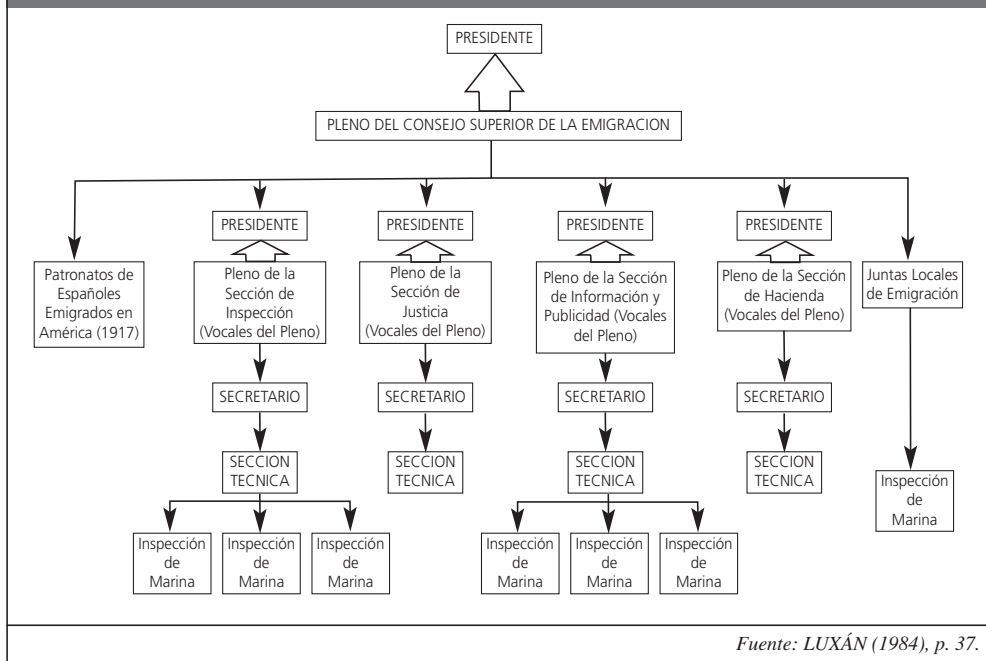 PRESIDENTE
PLENO DEL CONSEJO SUPERIOR DE LA EMIGRACION
Patronatos de
Españoles
Emigrados en
América (1917)
PRESIDENTE
Pleno de la
Sección de
Inspección
(Vocales del Pleno)
SECRETARIO
SECCION
TECNICA
Inspección
de
Marina
Inspección
de
Marina
Inspección
de
Marina
PRESIDENTE
Pleno de la
Sección de
Justicia
(Vocales del Pleno)
SECRETARIO
SECCION
TECNICA
PRESIDENTE
Pleno de la Sección
de Información y
Publicidad (Vocales
del Pleno)
SECRETARIO
SECCION
TECNICA
Inspección
de
Marina
Inspección
de
Marina
Inspección
de
Marina
PRESIDENTE
Pleno de la Sección
de Hacienda
(Vocales del Pleno)
SECRETARIO
SECCION
TECNICA
Juntas Locales
de Emigración
Inspección
de
Marina
Fuente: LUXÁN (1984), p. 37.